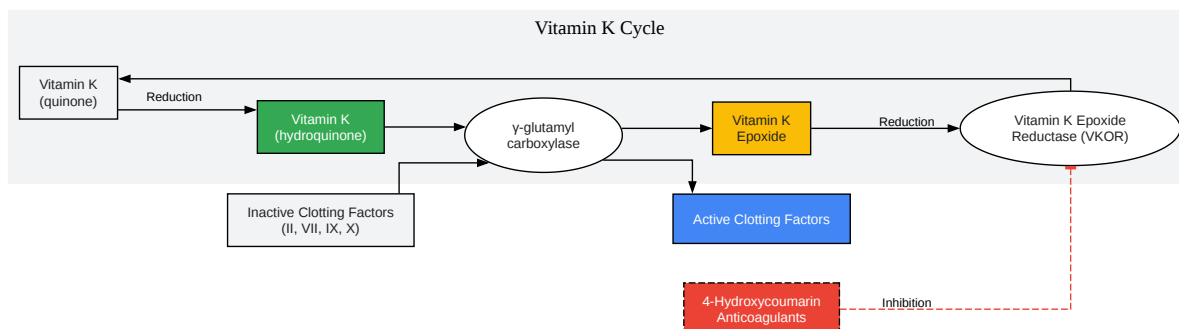 Vitamin K Cycle
Vitamin K
(quinone)
Reduction
Vitamin K
(hydroquinone)
γ-glutamyl
carboxylase
Vitamin K
Epoxide
Reduction
Vitamin K Epoxide
Reductase (VKOR)
Inactive Clotting Factors
(II, VII, IX, X)
Active Clotting Factors
4-Hydroxycoumarin
Anticoagulants
Inhibition